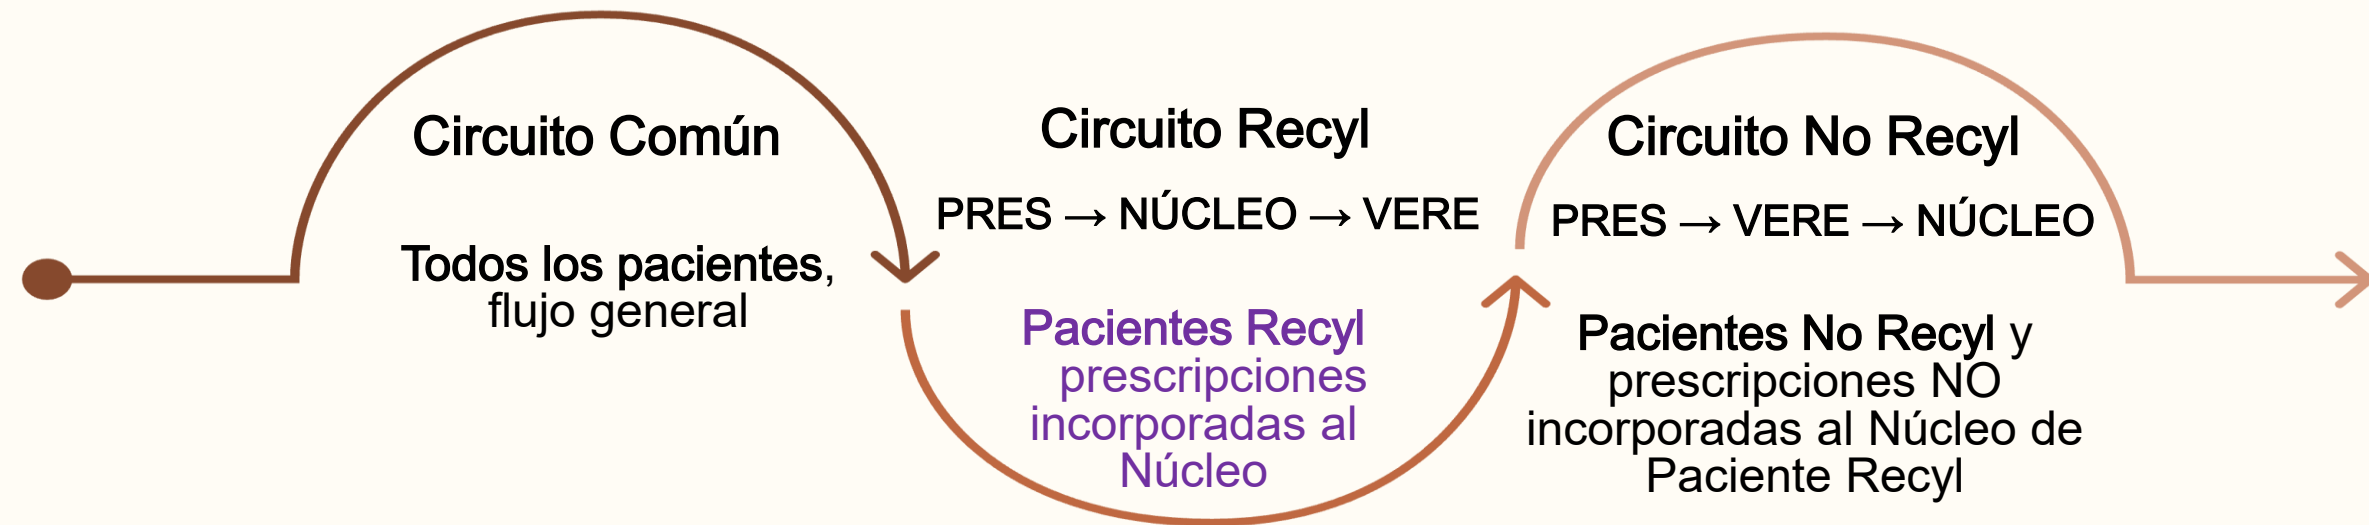 Circuito Común
Todos los pacientes,
flujo general
Circuito Recyl
PRES → NÚCLEO → VERE
Pacientes Recyl
prescripciones
incorporadas al
Núcleo
Circuito No Recyl
PRES → VERE → NÚCLEO
Pacientes No Recyl y
prescripciones NO
incorporadas al Núcleo de
Paciente Recyl